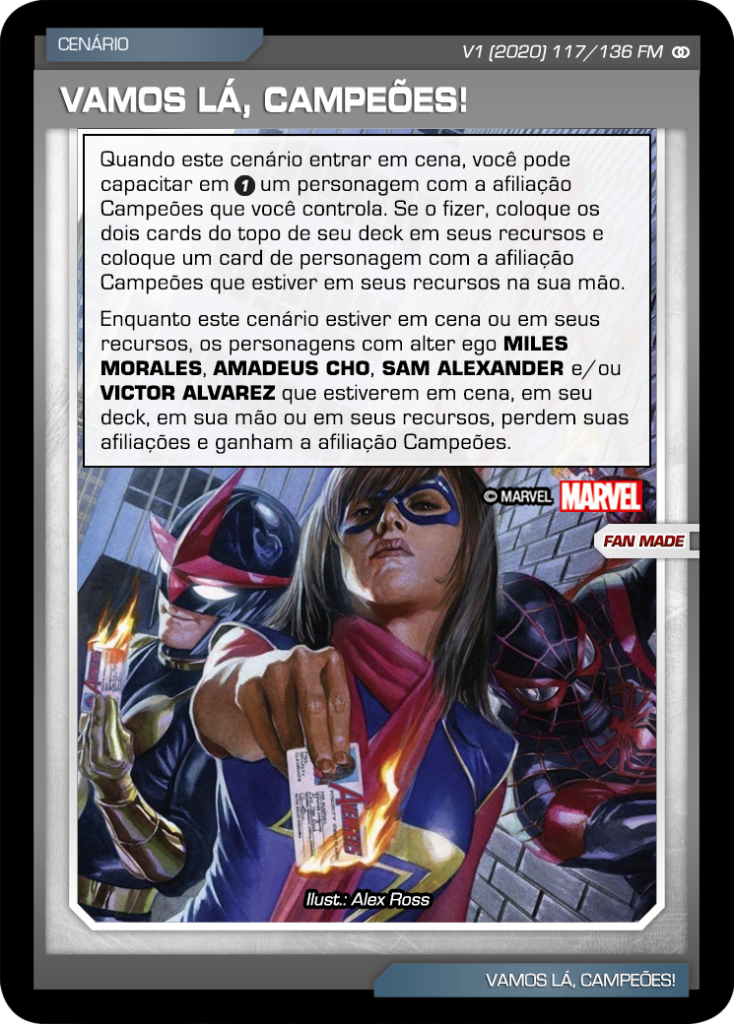 CENÁRIO
V1 (2020) 117/136 FM
VAMOS LÁ, CAMPEÕES!
Quando este cenário entrar em cena, você pode
capacitar em 1 um personagem com a afiliação
Campeões que você controla. Se o fizer, coloque os
dois cards do topo de seu deck em seus recursos e
coloque um card de personagem com a afiliação
Campeões que estiver em seus recursos na sua mão.
Enquanto este cenário estiver em cena ou em seus
recursos, os personagens com alter ego MILES
MORALES, AMADEUS CHO, SAM ALEXANDER e/ou
VICTOR ALVAREZ que estiverem em cena, em seu
deck, em sua mão ou em seus recursos, perdem suas
afiliações e ganham a afiliação Campeões.
© MARVEL MARVEL
FAN MADE
AVENGERS
Ilust.: Alex Ross
VAMOS LÁ, CAMPEÕES!